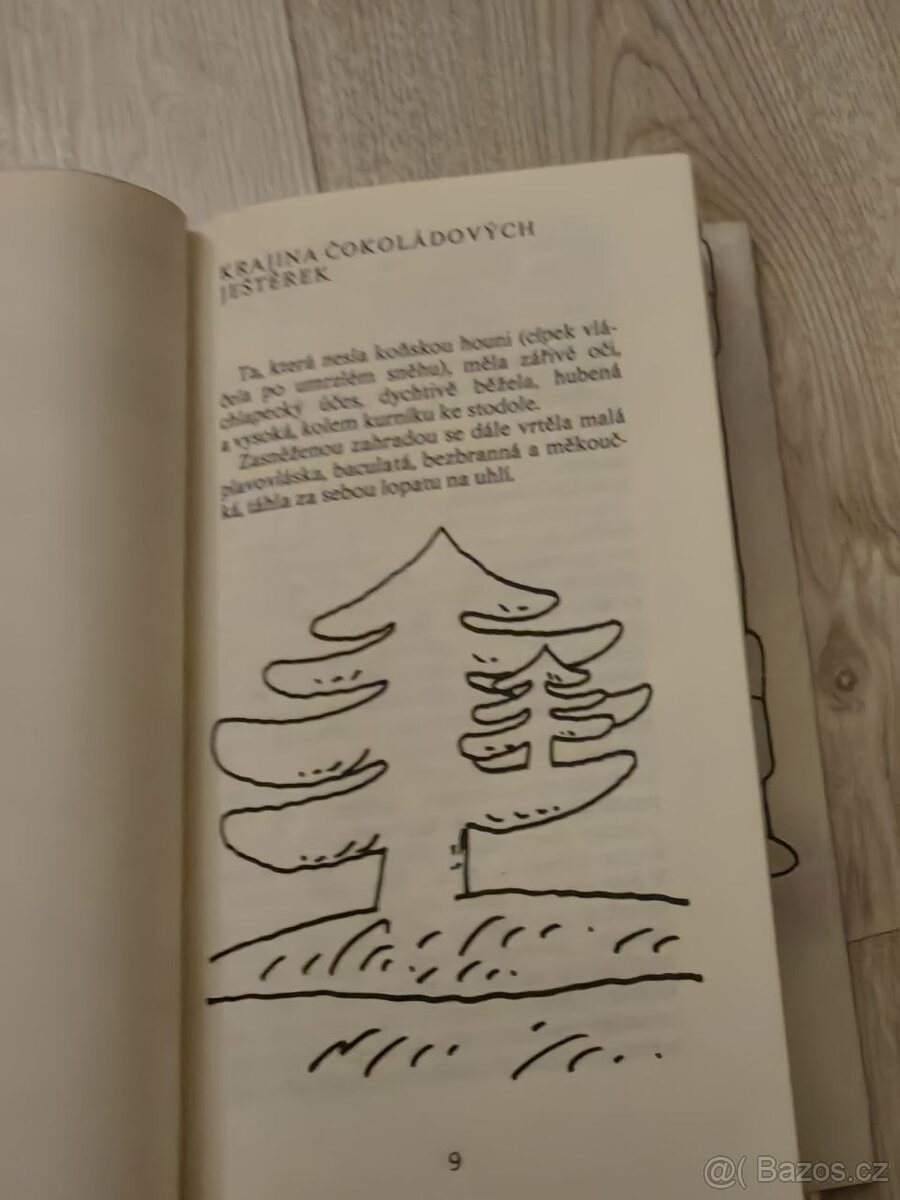 KRAJINA ČOKOLÁDOVÝCH
JEŠTĚREK
Ta, která nesla koňskou houni (cípek vlá-
čela po umrzlém sněhu), měla zářivé oči,
chlapecký účes, dychtivě běžela, hubená
a vysoká, kolem kurníku ke stodole.
Zasněženou zahradou se dále vrtěla malá
plavovláska, baculatá, bezbranná a měkouč-
ká, táhla za sebou lopatu na uhlí.
9
@( Bazos.cz